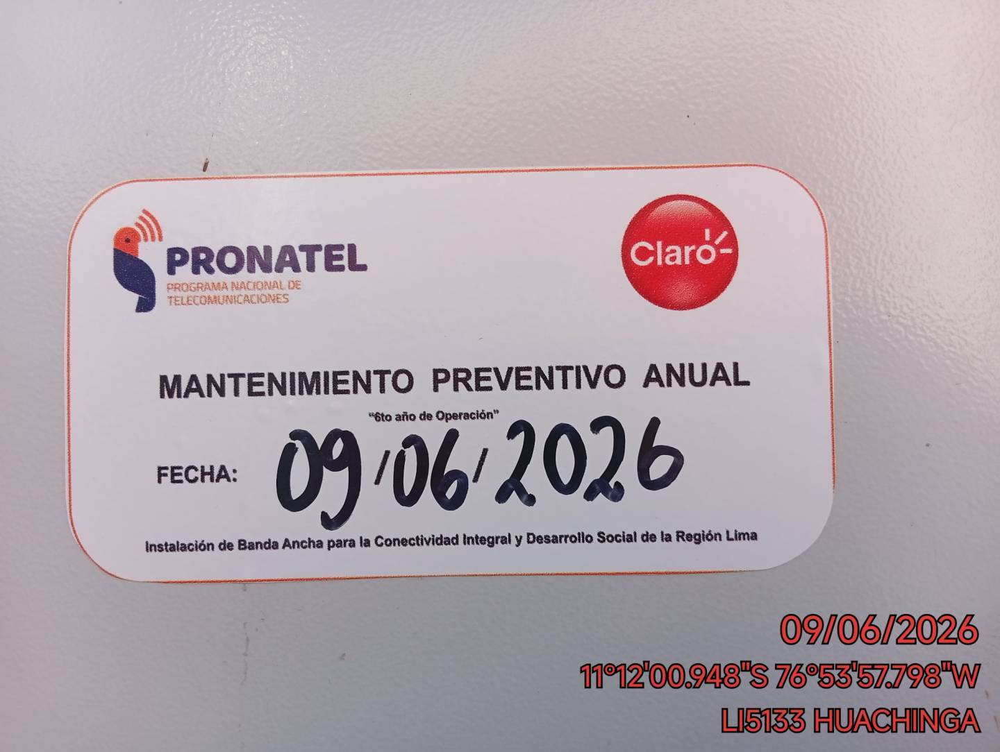 PRONATEL
PROGRAMA NACIONAL DE
TELECOMUNICACIONES
Claro
MANTENIMIENTO PREVENTIVO ANUAL
"6to año de Operación"
FECHA: 09/06/2026
Instalación de Banda Ancha para la Conectividad Integral y Desarrollo Social de la Región Lima
09/06/2026
11°12'00.948"S 76°53'57.798"W
LI5133 HUACHINGA